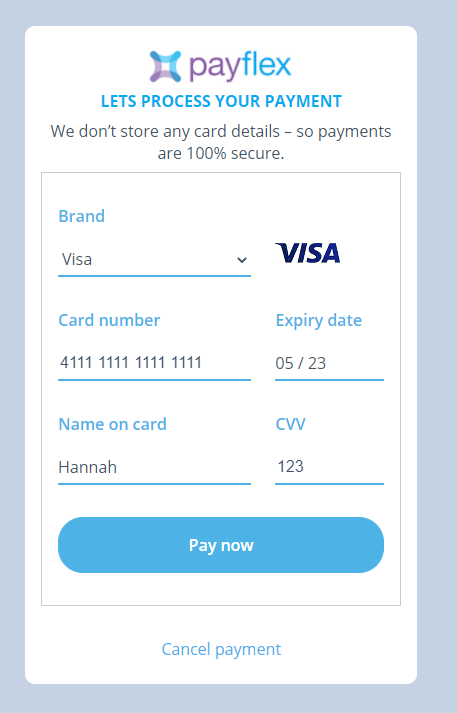 payflex
LETS PROCESS YOUR PAYMENT
We don’t store any card details – so payments
are 100% secure.
Brand
Visa
VISA
Card number
Expiry date
4111 1111 1111 1111
05 / 23
Name on card
CVV
Hannah
123
Pay now
Cancel payment